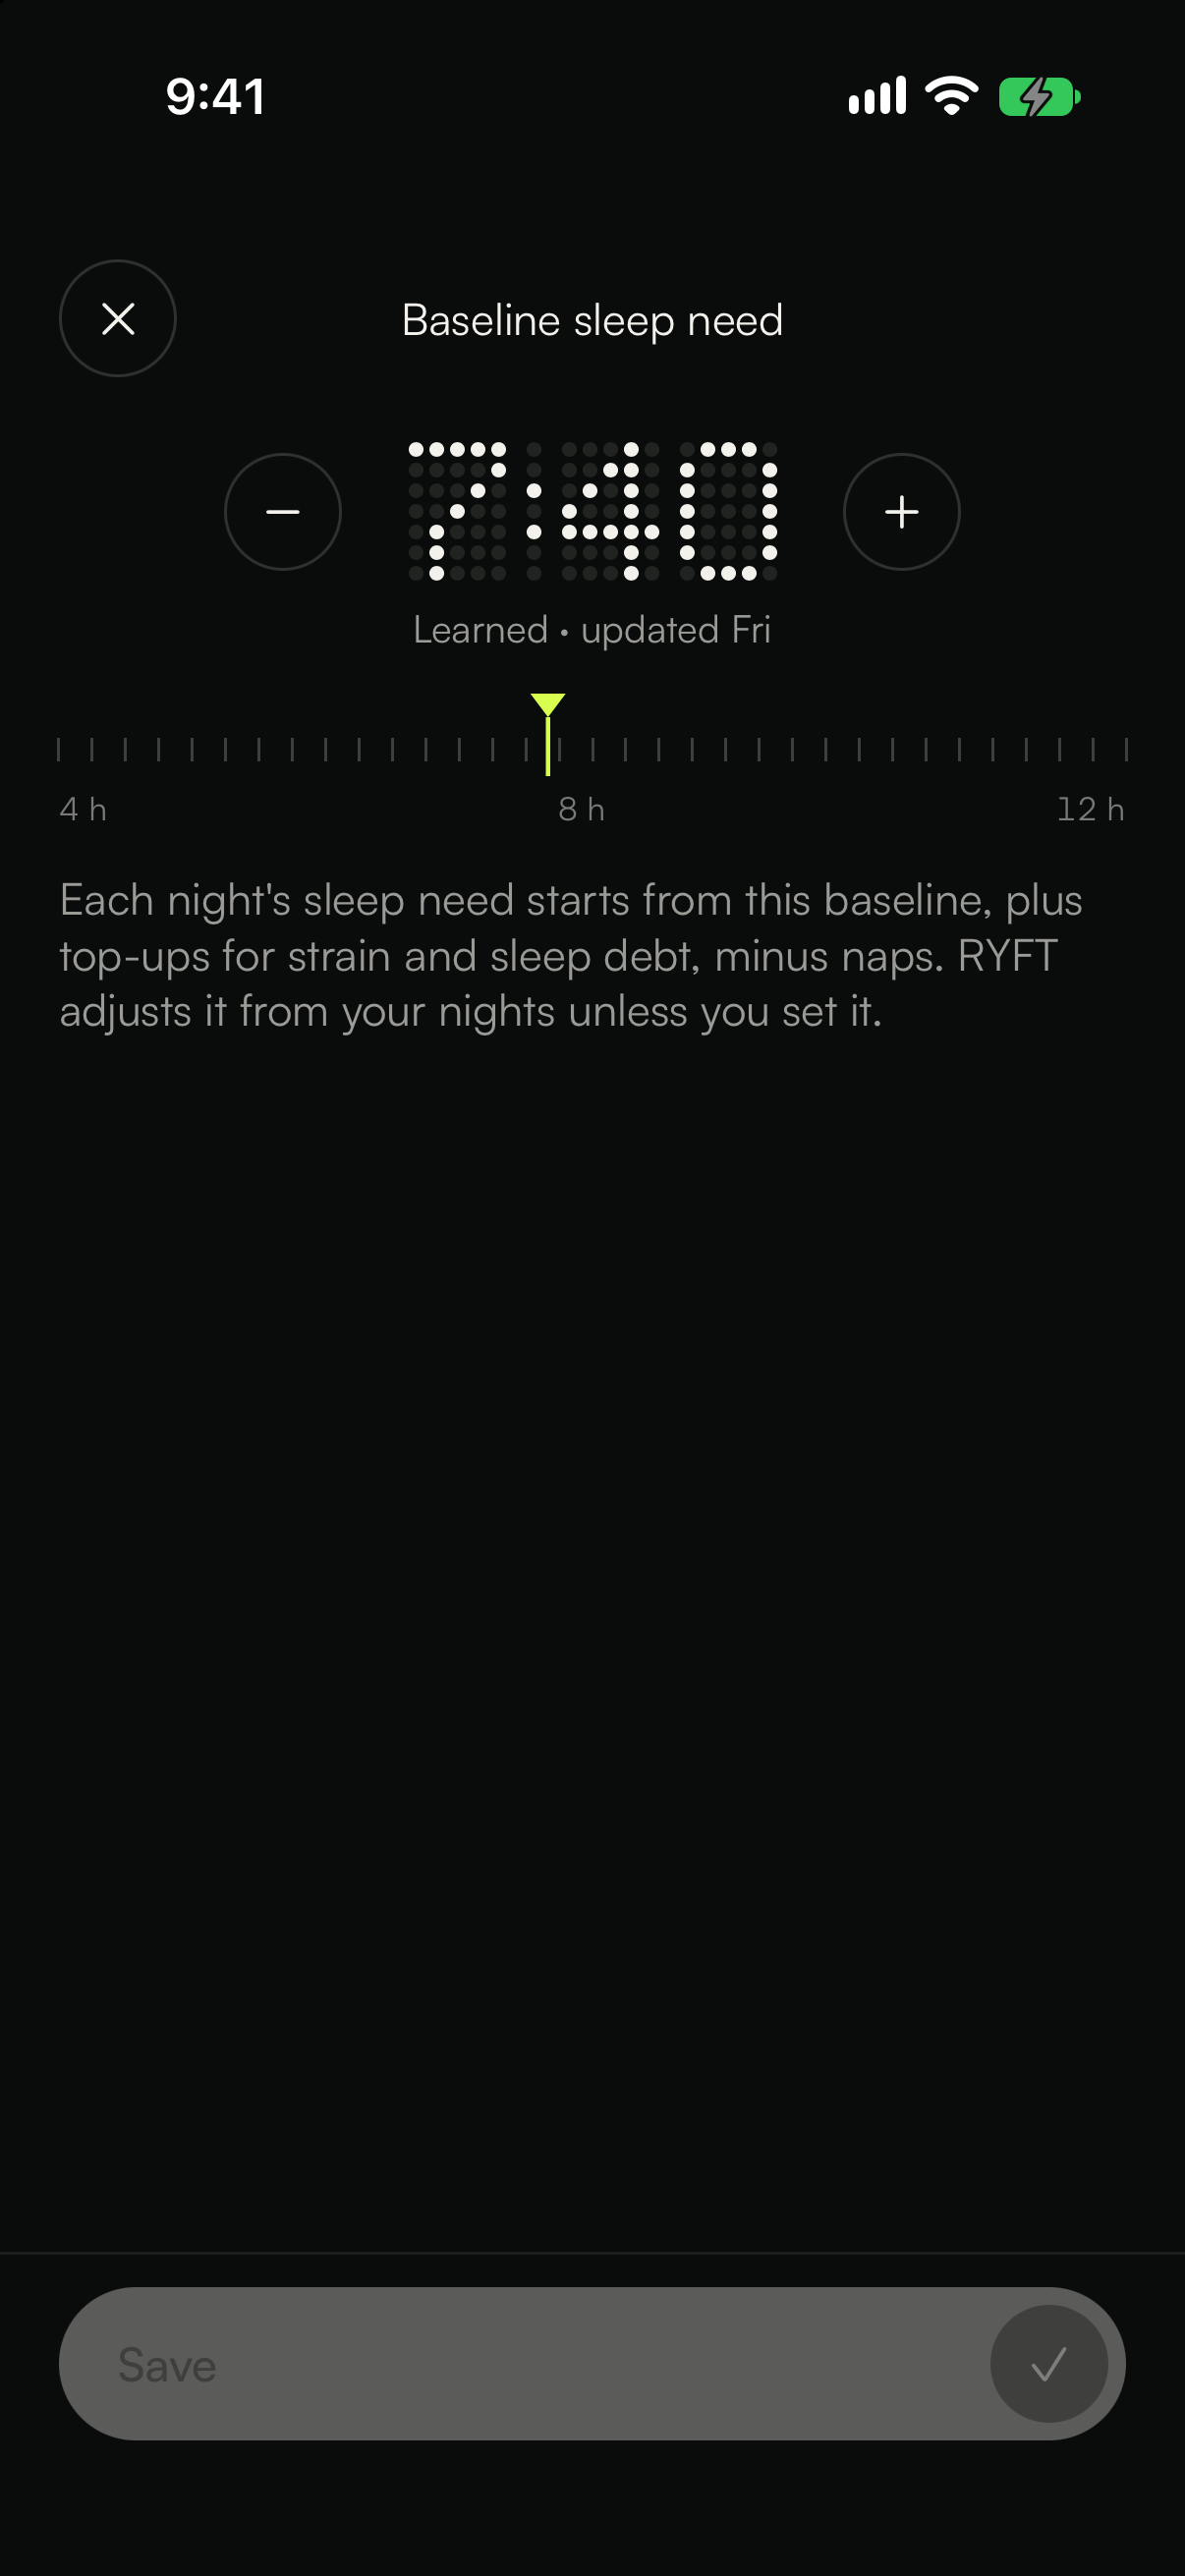 9:41
Baseline sleep need
7:40
Learned · updated Fri
4 h 8 h 12 h
Each night's sleep need starts from this baseline, plus
top-ups for strain and sleep debt, minus naps. RYFT
adjusts it from your nights unless you set it.
Save